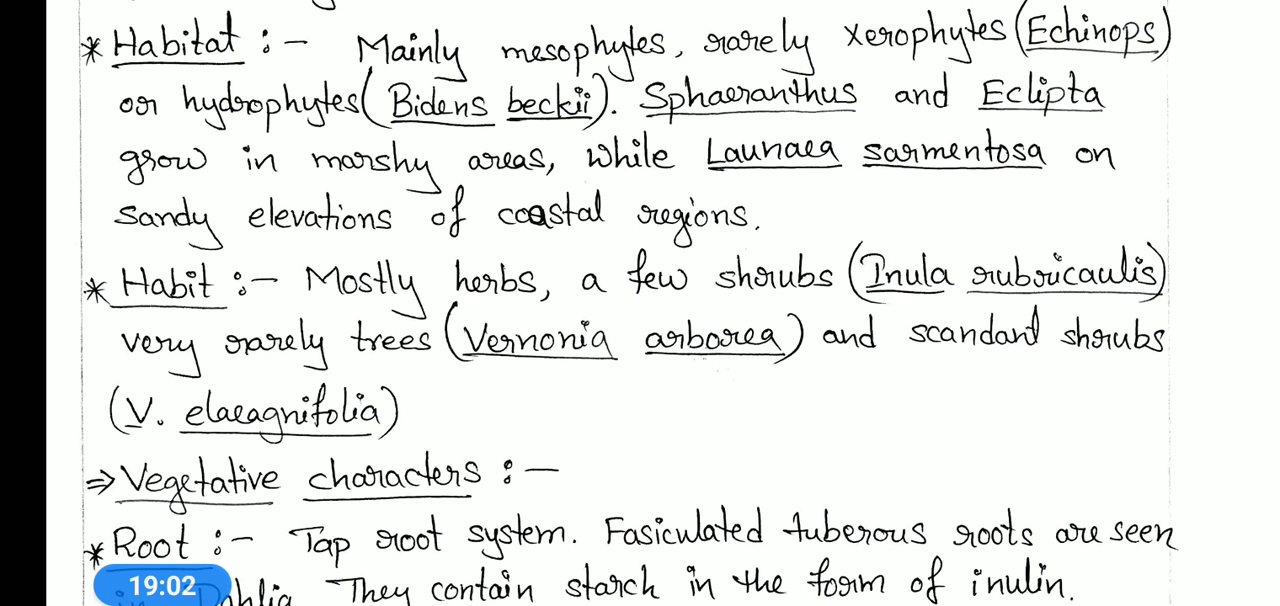 * Habitat :- Mainly mesophytes, rarely xerophytes (Echinops)
or hydrophytes (Bidens beckii). Sphaeranthus and Eclipta
grow in marshy areas, while Launaea sarmentosa on
sandy elevations of coastal regions.
* Habit :- Mostly herbs, a few shrubs (Inula rubricaulis)
very rarely trees (Vernonia arborea) and scandant shrubs
(V. elaeagnifolia)
⇒ Vegetative characters :-
* Root :- Tap root system. Fasiculated tuberous roots are seen
19:02
Dahlia. They contain starch in the form of inulin.